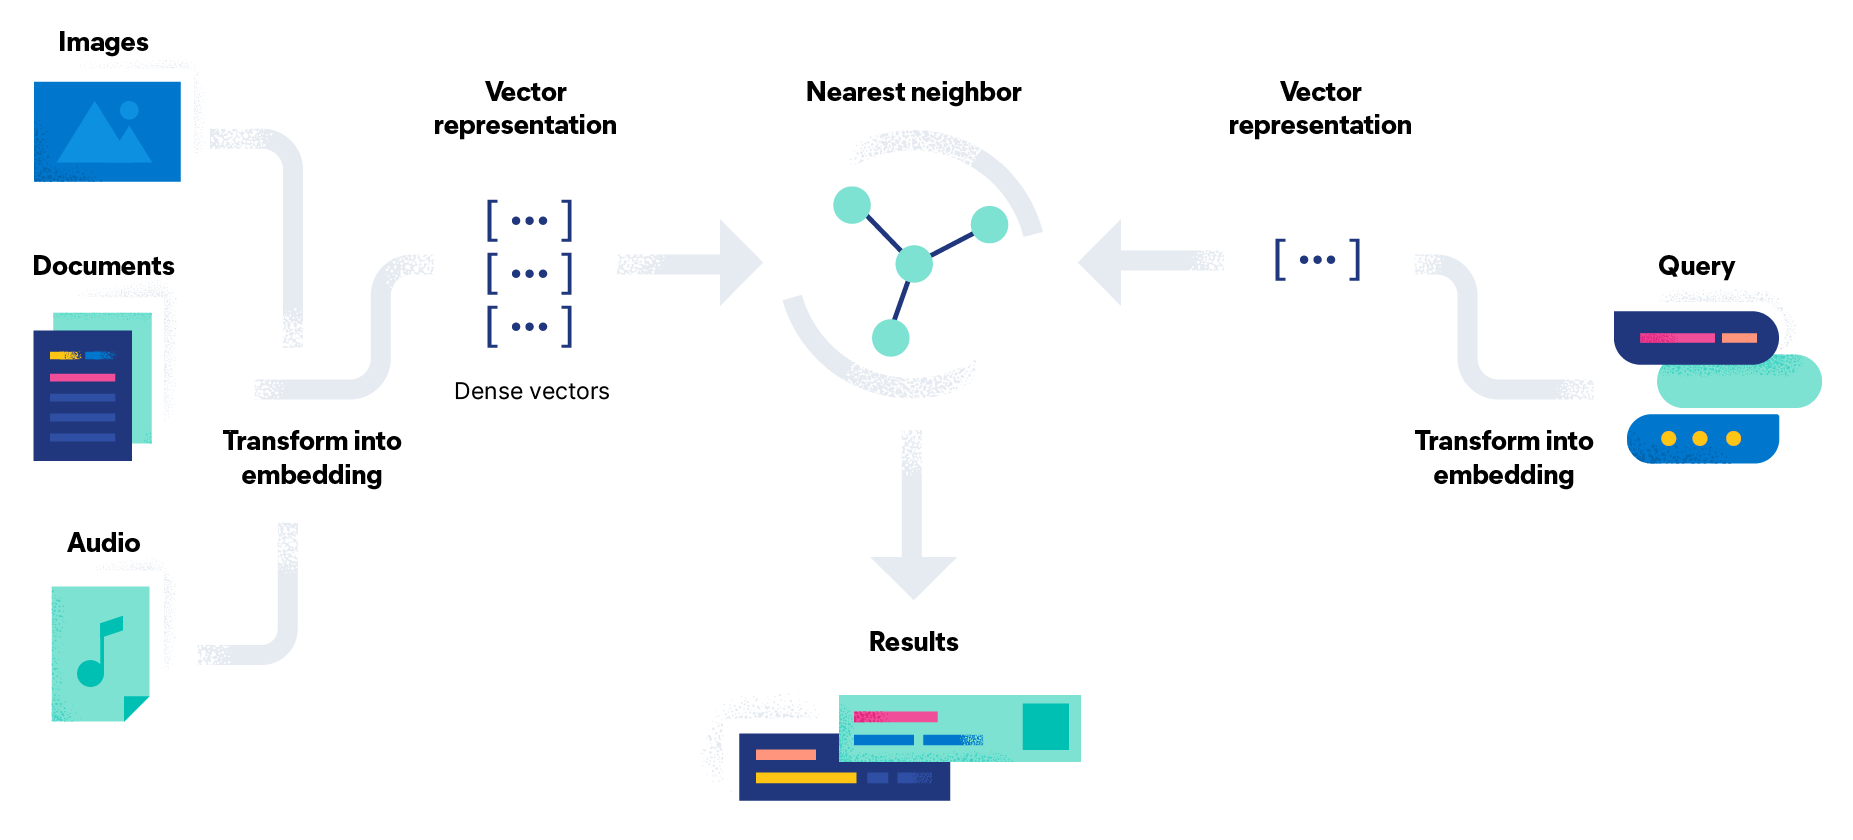 Images
Documents
Audio
Transform into
embedding
Vector
representation
[•••]
[•••]
[•••]
Dense vectors
Nearest neighbor
Results
Vector
representation
[•••]
Transform into
embedding
Query